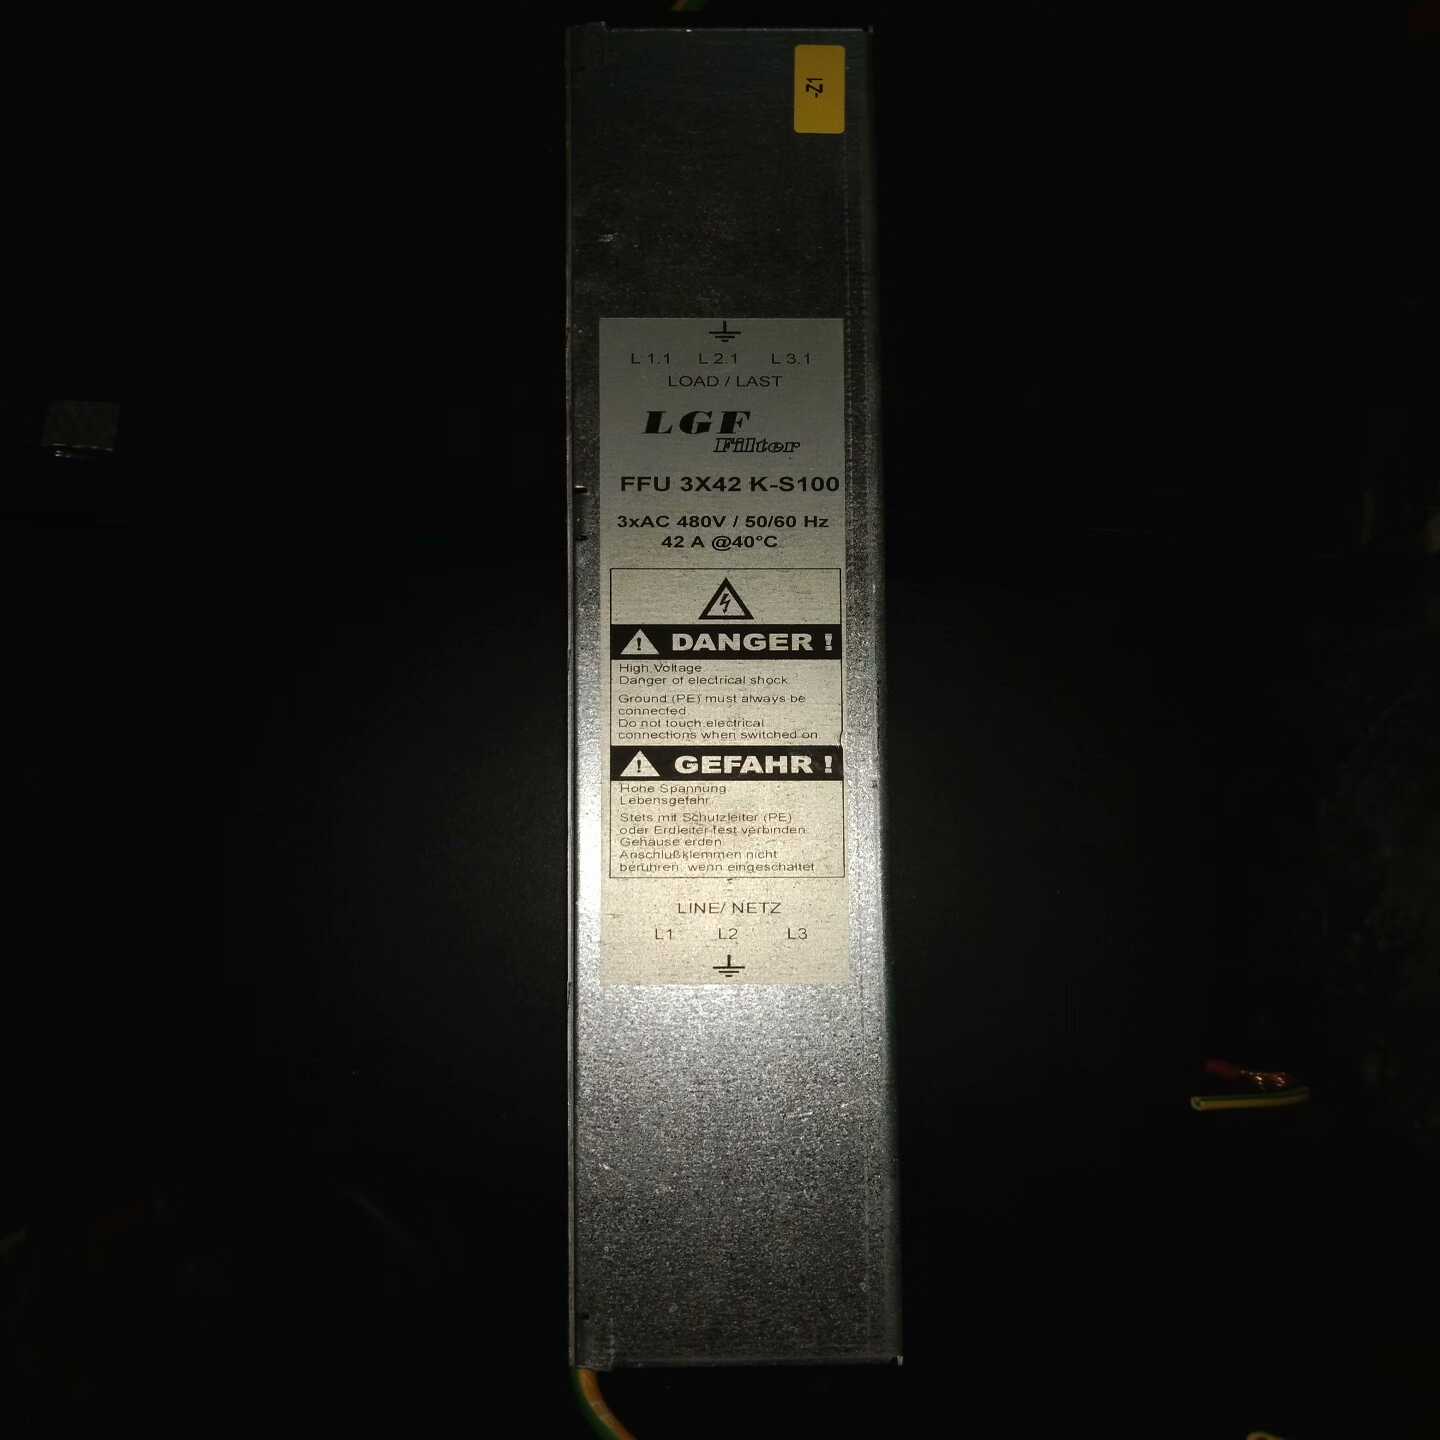 -Z1
L 1.1 L 2.1 L 3.1
LOAD / LAST
LGF
Filter
FFU 3X42 K-S100
3xAC 480V / 50/60 Hz
42 A @40°C
DANGER !
High Voltage
Danger of electrical shock
Ground (PE) must always be
connected
Do not touch electrical
connections when switched on
GEFAHR !
Hohe Spannung
Lebensgefahr
Stets mit Schutzleiter (PE)
oder Erdleiter fest verbinden
Gehäuse erden
Anschlußklemmen nicht
berühren, wenn eingeschaltet
LINE/ NETZ
L1 L2 L3